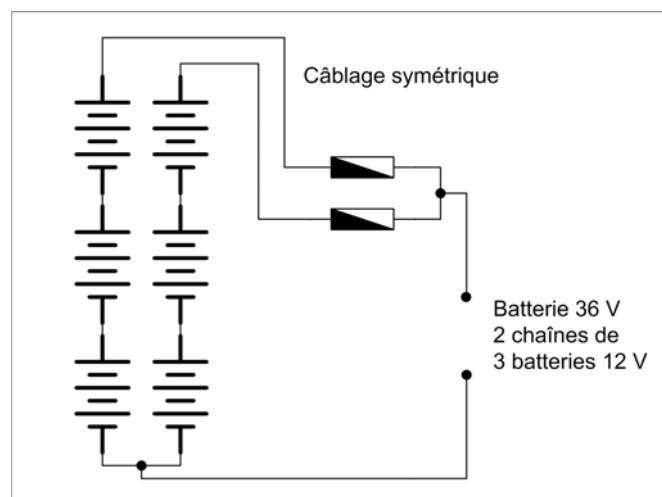 Câblage symétrique
Batterie 36 V
2 chaînes de
3 batteries 12 V